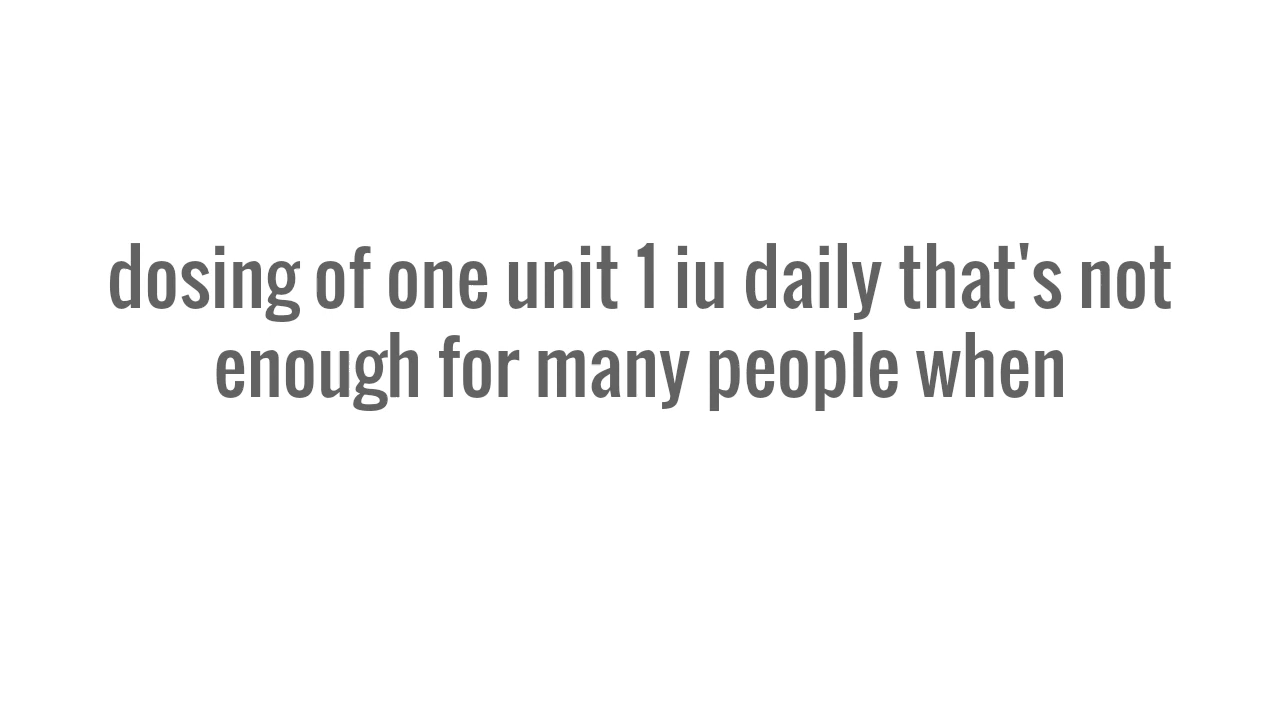 dosing of one unit 1 iu daily that's not
enough for many people when